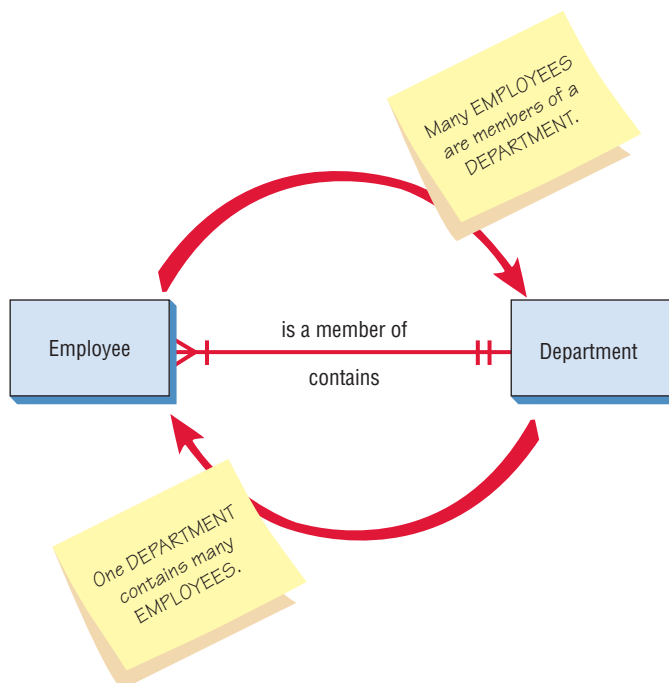 Many EMPLOYEES
are members of a
DEPARTMENT.
Employee
is a member of
contains
Department
One DEPARTMENT
contains many
EMPLOYEES.